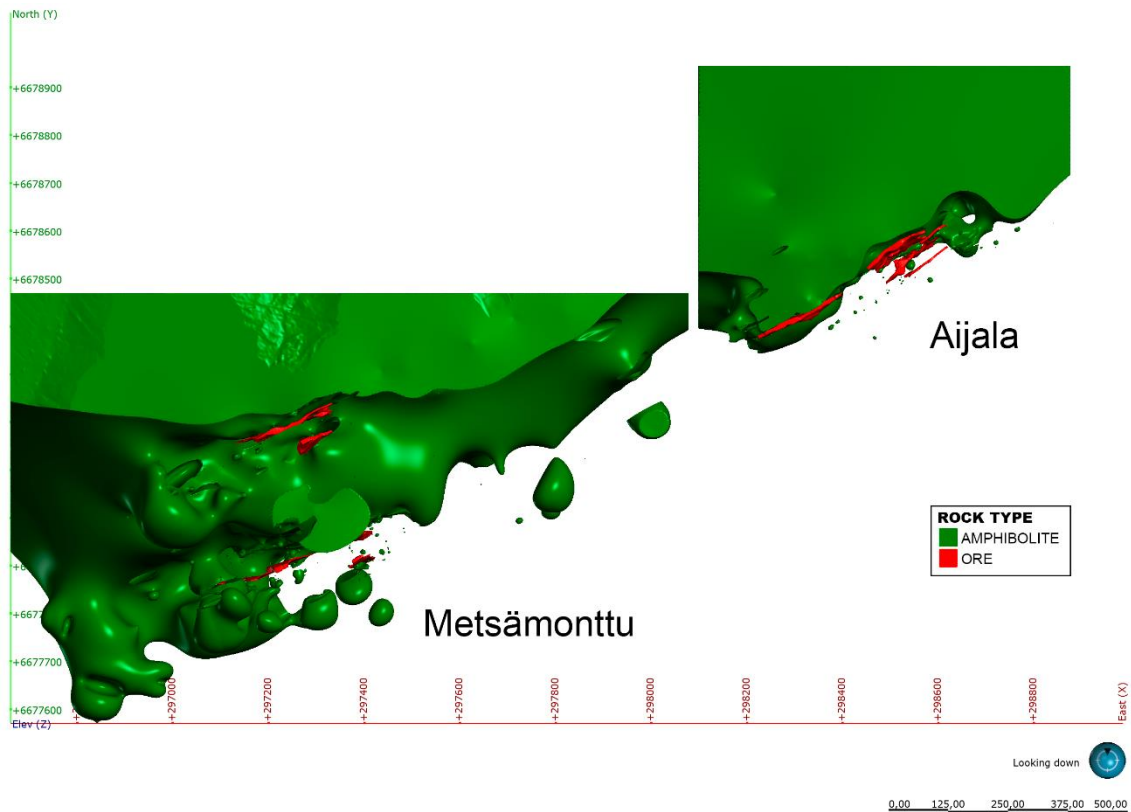 North (Y)
+6678900
+6678800
+6678700
+6678600
+6678500
Aijala
ROCK TYPE
AMPHIBOLITE
ORE
Metsämonttu
+6677700
+6677600
Elev (Z)
+297000
+297200
+297400
+297600
+297800
+298000
+298200
+298400
+298600
+298800
East (X)
Looking down
0,00 125,00 250,00 375,00 500,00